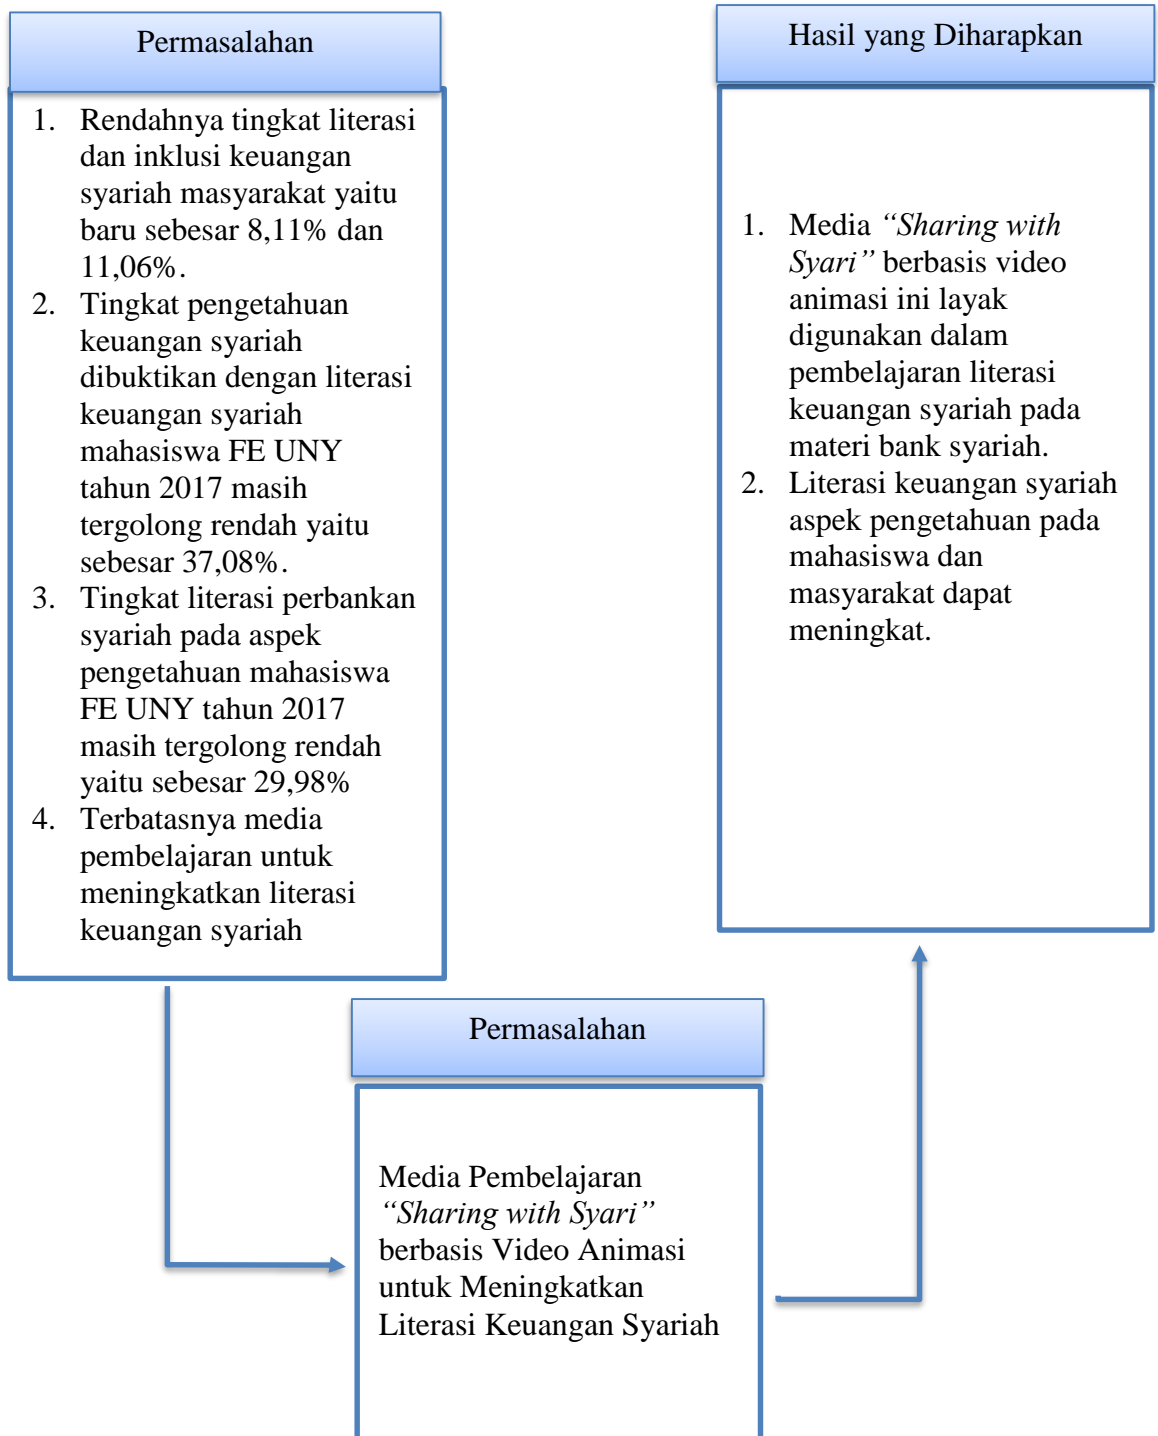 Permasalahan
1. Rendahnya tingkat literasi
dan inklusi keuangan
syariah masyarakat yaitu
baru sebesar 8,11% dan
11,06%.
2. Tingkat pengetahuan
keuangan syariah
dibuktikan dengan literasi
keuangan syariah
mahasiswa FE UNY
tahun 2017 masih
tergolong rendah yaitu
sebesar 37,08%.
3. Tingkat literasi perbankan
syariah pada aspek
pengetahuan mahasiswa
FE UNY tahun 2017
masih tergolong rendah
yaitu sebesar 29,98%
4. Terbatasnya media
pembelajaran untuk
meningkatkan literasi
keuangan syariah
Hasil yang Diharapkan
1. Media “Sharing with
Syari” berbasis video
animasi ini layak
digunakan dalam
pembelajaran literasi
keuangan syariah pada
materi bank syariah.
2. Literasi keuangan syariah
aspek pengetahuan pada
mahasiswa dan
masyarakat dapat
meningkat.
Permasalahan
Media Pembelajaran
“Sharing with Syari”
berbasis Video Animasi
untuk Meningkatkan
Literasi Keuangan Syariah